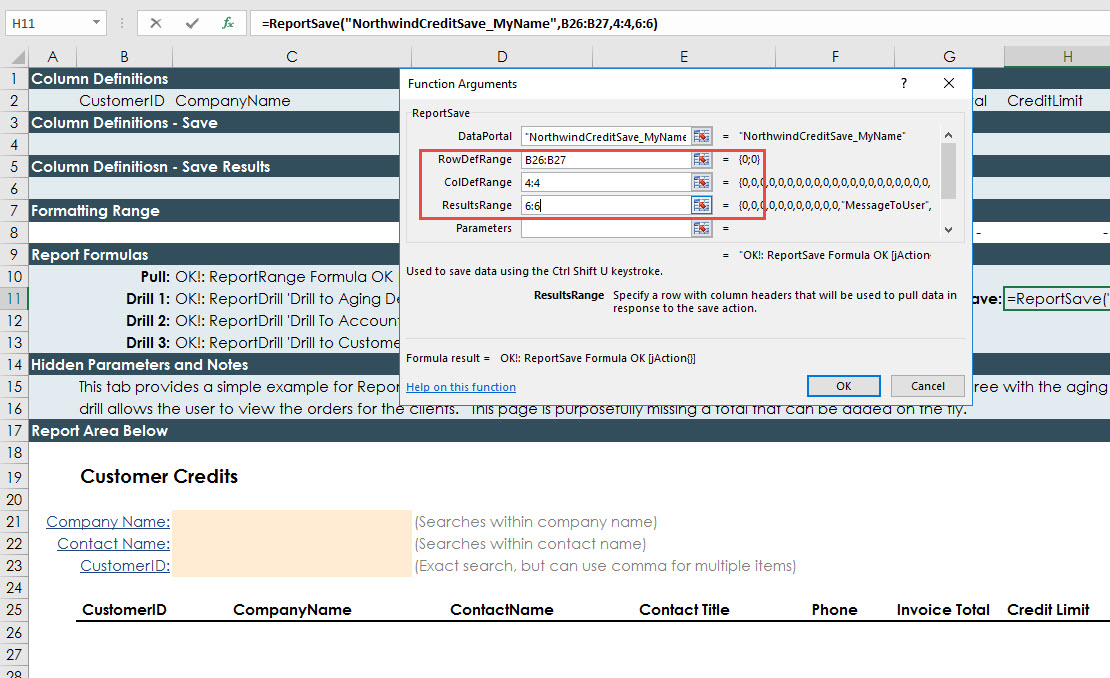 H11
=ReportSave("NorthwindCreditSave_MyName",B26:B27,4:4,6:6)
A B C D E F G H
1 Column Definitions
2 CustomerID CompanyName al CreditLimit
3 Column Definitions - Save
4
5 Column Definitiosn - Save Results
6
7 Formatting Range
8 - -
9 Report Formulas
10 Pull: OK!: ReportRange Formula OK
11 Drill 1: OK!: ReportDrill 'Drill to Aging De ave: =ReportSave("
12 Drill 2: OK!: ReportDrill 'Drill To Account
13 Drill 3: OK!: ReportDrill 'Drill to Custome
14 Hidden Parameters and Notes
15 This tab provides a simple example for Repor ree with the aging
16 drill allows the user to view the orders for the clients. This page is purposefully missing a total that can be added on the fly.
17 Report Area Below
18
19 Customer Credits
20
21 Company Name: (Searches within company name)
22 Contact Name: (Searches within contact name)
23 CustomerID: (Exact search, but can use comma for multiple items)
24
25 CustomerID CompanyName ContactName Contact Title Phone Invoice Total Credit Limit
26
27
28
Function Arguments ?
ReportSave
DataPortal "NorthwindCreditSave_MyName = "NorthwindCreditSave_MyName"
RowDefRange B26:B27 = {0;0}
ColDefRange 4:4 = {0,0,0,0,0,0,0,0,0,0,0,0,0,0,0,0,0,0,0,0,0,
ResultsRange 6:6 = {0,0,0,0,0,0,0,0,0,0,0,"MessageToUser",
Parameters =
= "OK!: ReportSave Formula OK [jAction
Used to save data using the Ctrl Shift U keystroke.
ResultsRange Specify a row with column headers that will be used to pull data in
response to the save action.
Formula result = OK!: ReportSave Formula OK [jAction{}]
Help on this function OK Cancel